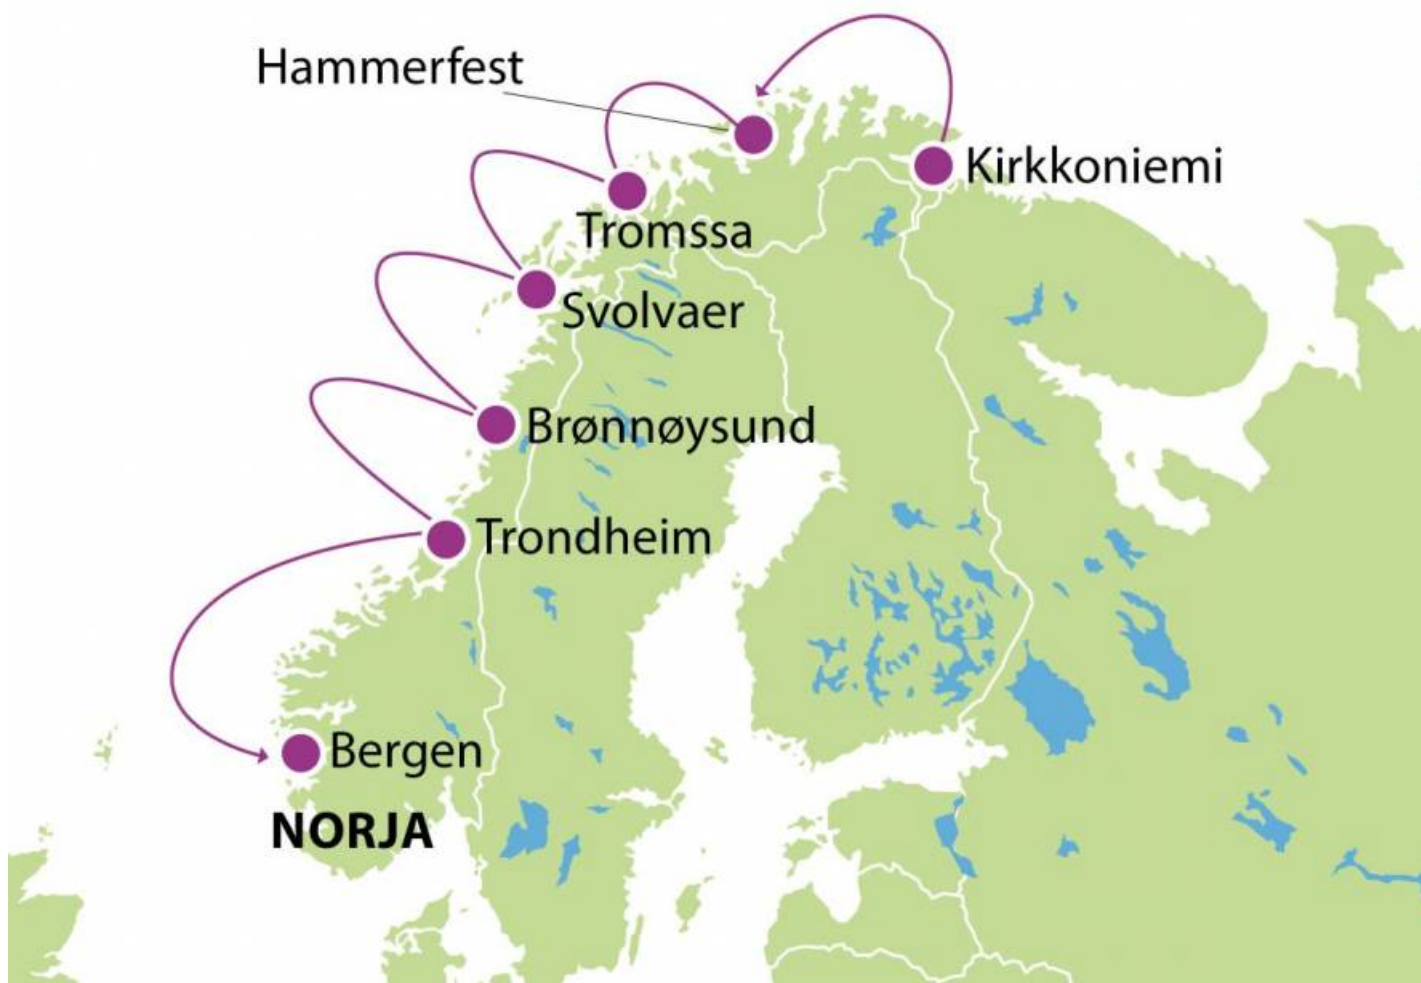 Hammerfest
Kirkkoniemi
Tromssa
Svolvaer
Brønnøysund
Trondheim
Bergen
NORJA